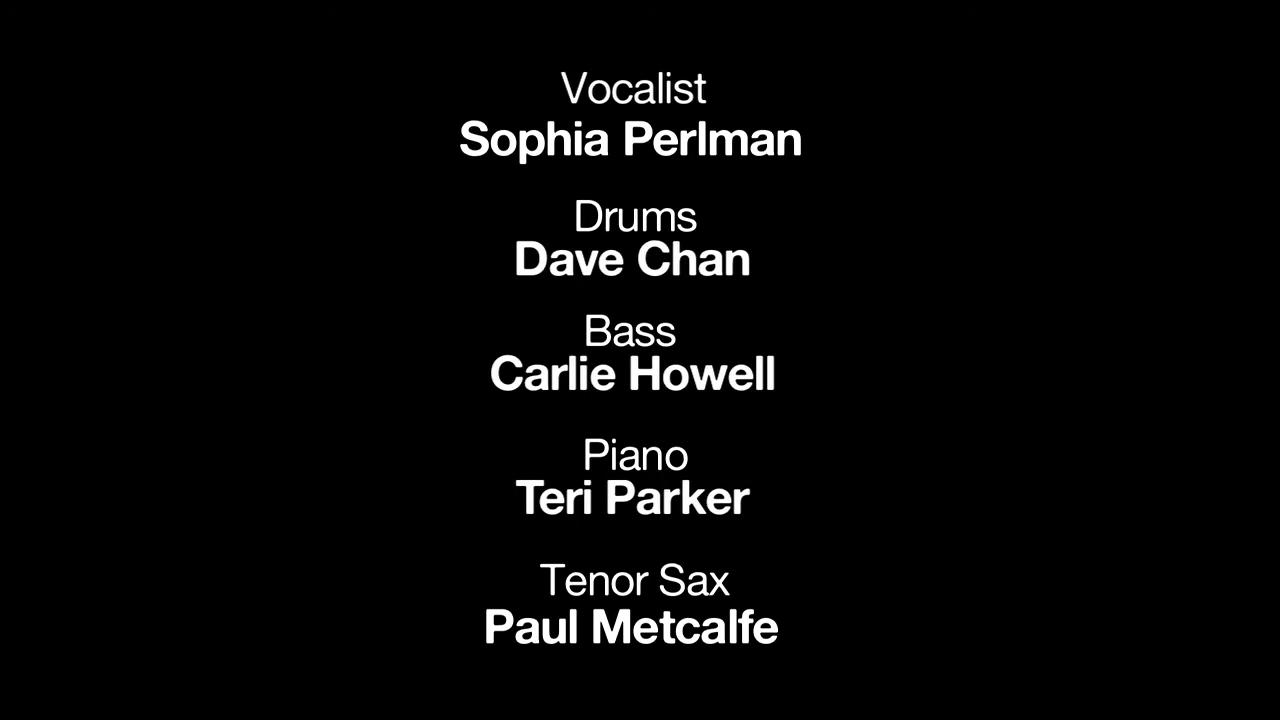 Vocalist
Sophia Perlman
Drums
Dave Chan
Bass
Carlie Howell
Piano
Teri Parker
Tenor Sax
Paul Metcalfe